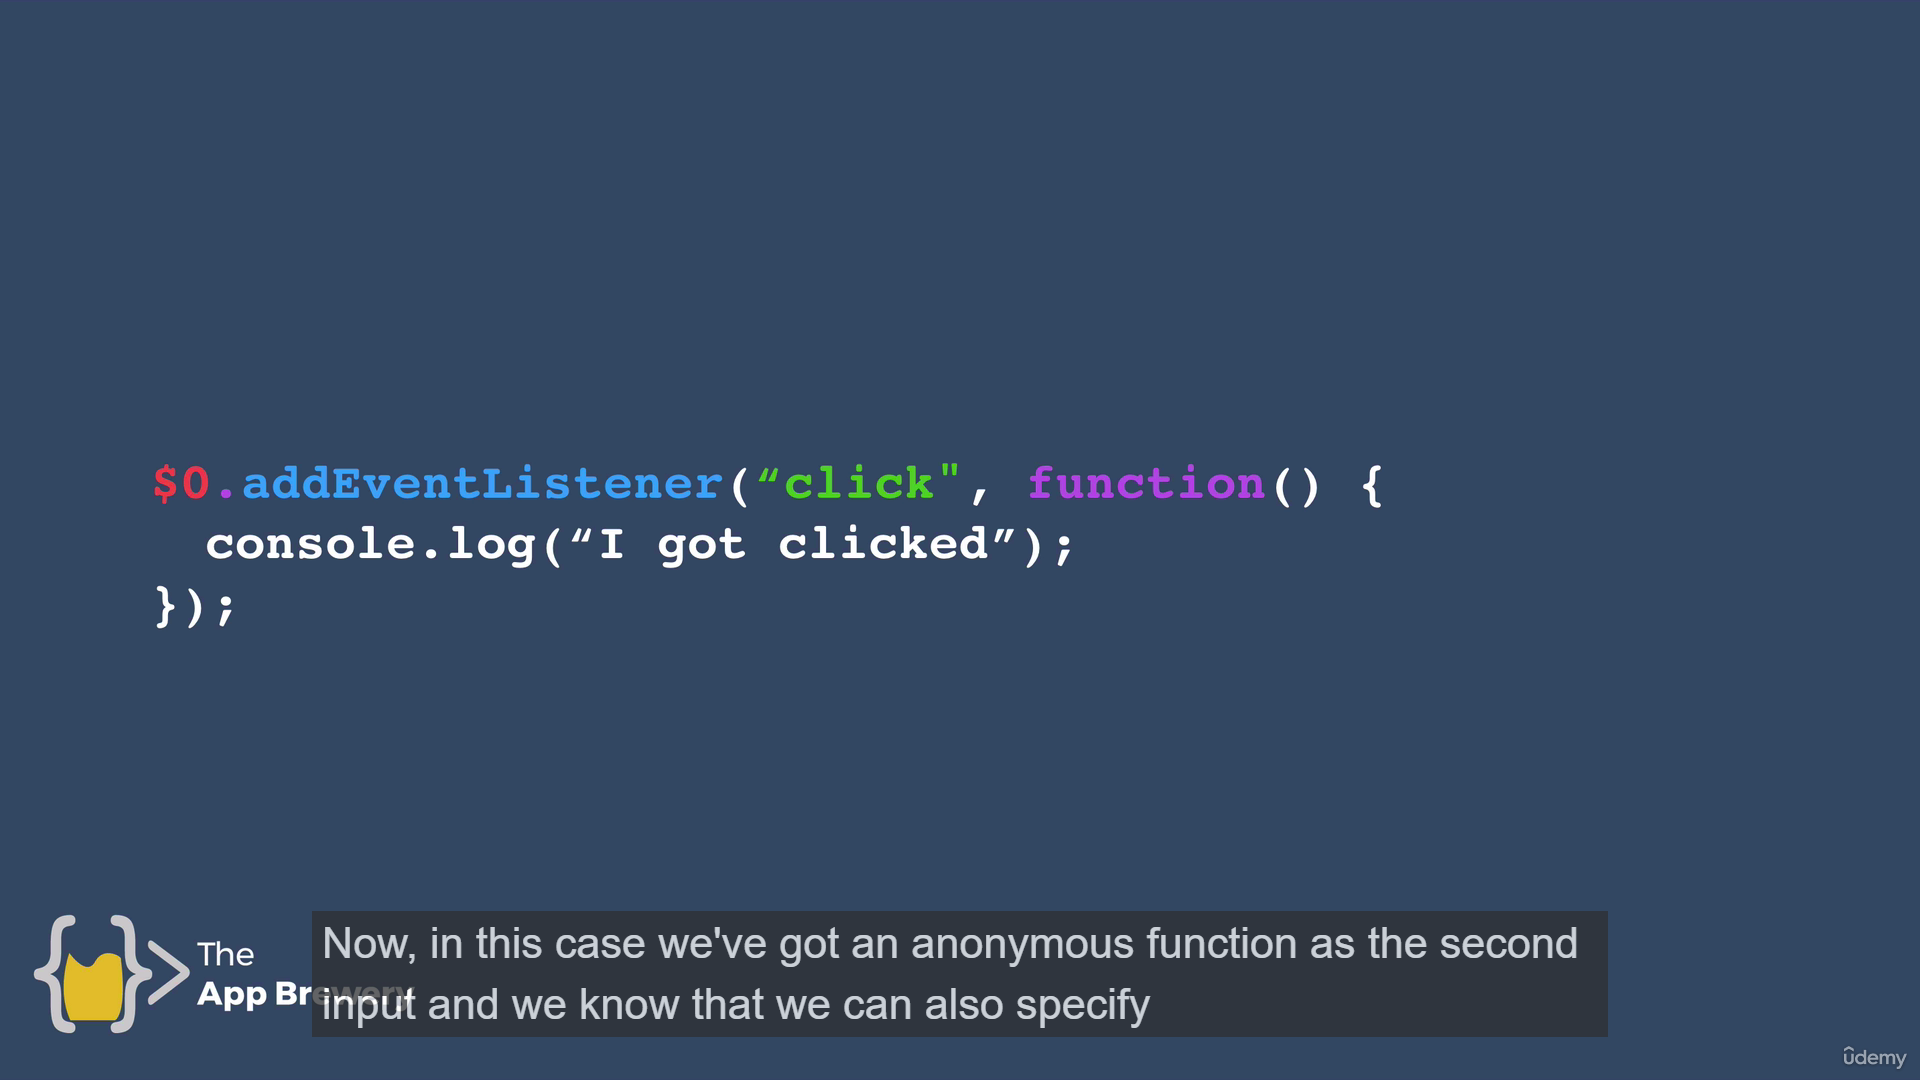 $0.addEventListener(“click", function() {
console.log(“I got clicked”);
});
The
App Brewery
Now, in this case we've got an anonymous function as the second
input and we know that we can also specify
ûdemy